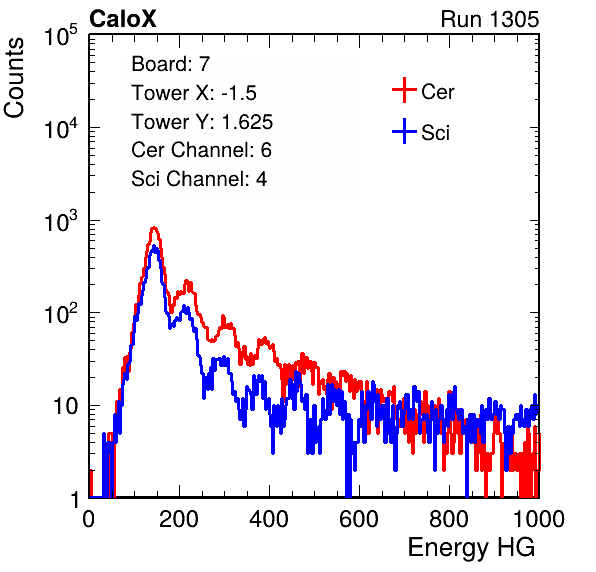 CaloX Run 1305
Counts
Board: 7
Tower X: -1.5
Tower Y: 1.625
Cer Channel: 6
Sci Channel: 4
Cer
Sci
10^5
10^4
10^3
10^2
10
1
0 200 400 600 800 1000
Energy HG